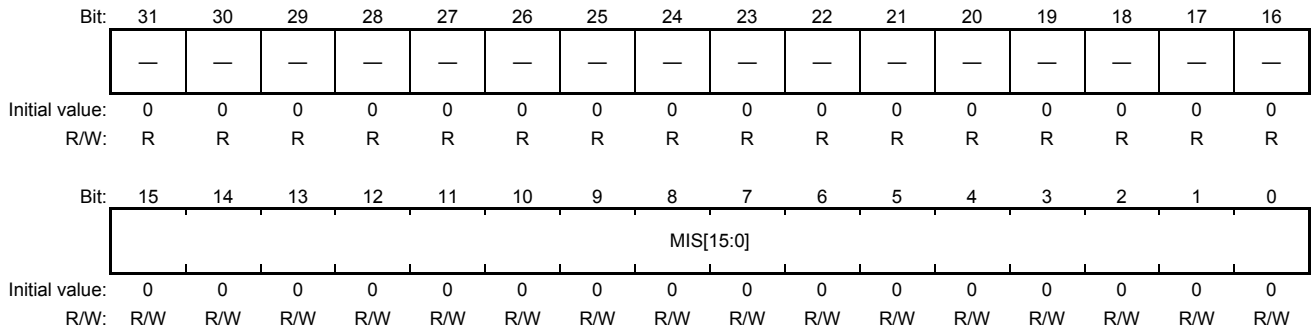 Bit: 31 30 29 28 27 26 25 24 23 22 21 20 19 18 17 16
— — — — — — — — — — — — — — — —
Initial value: 0 0 0 0 0 0 0 0 0 0 0 0 0 0 0 0
R/W: R R R R R R R R R R R R R R R R
Bit: 15 14 13 12 11 10 9 8 7 6 5 4 3 2 1 0
MIS[15:0]
Initial value: 0 0 0 0 0 0 0 0 0 0 0 0 0 0 0 0
R/W: R/W R/W R/W R/W R/W R/W R/W R/W R/W R/W R/W R/W R/W R/W R/W R/W